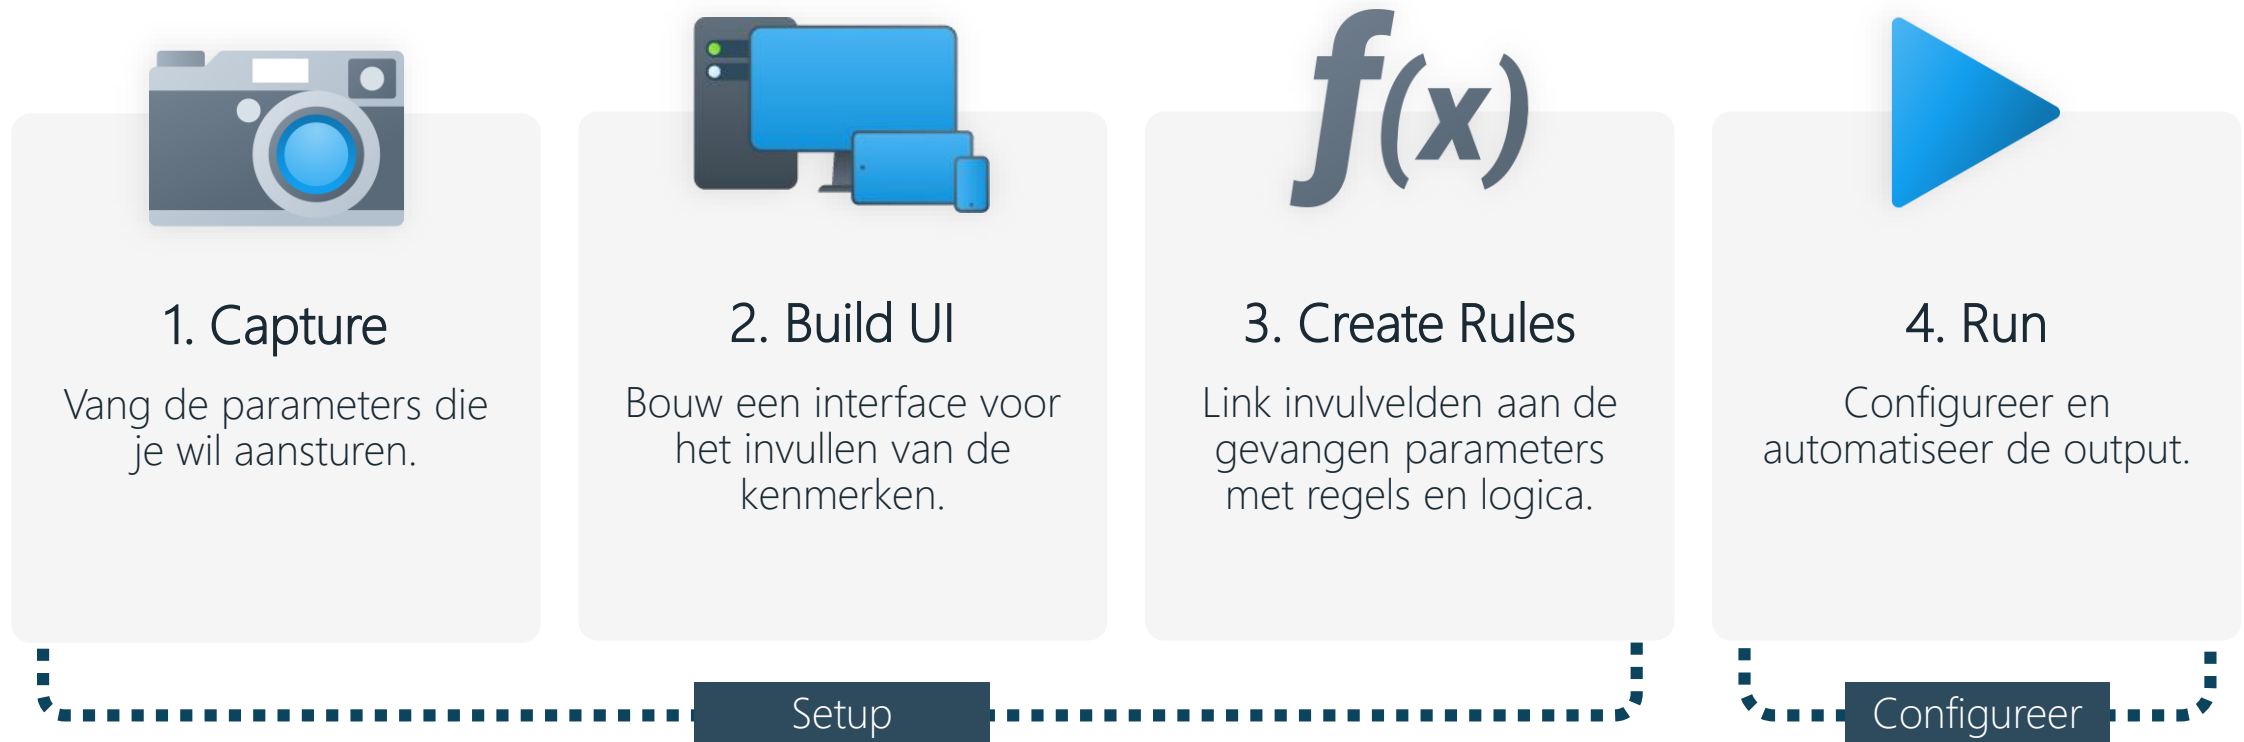 f(x)
1. Capture
Vang de parameters die
je wil aansturen.
2. Build UI
Bouw een interface voor
het invullen van de
kenmerken.
3. Create Rules
Link invulvelden aan de
gevangen parameters
met regels en logica.
4. Run
Configureer en
automatiseer de output.
Setup
Configureer